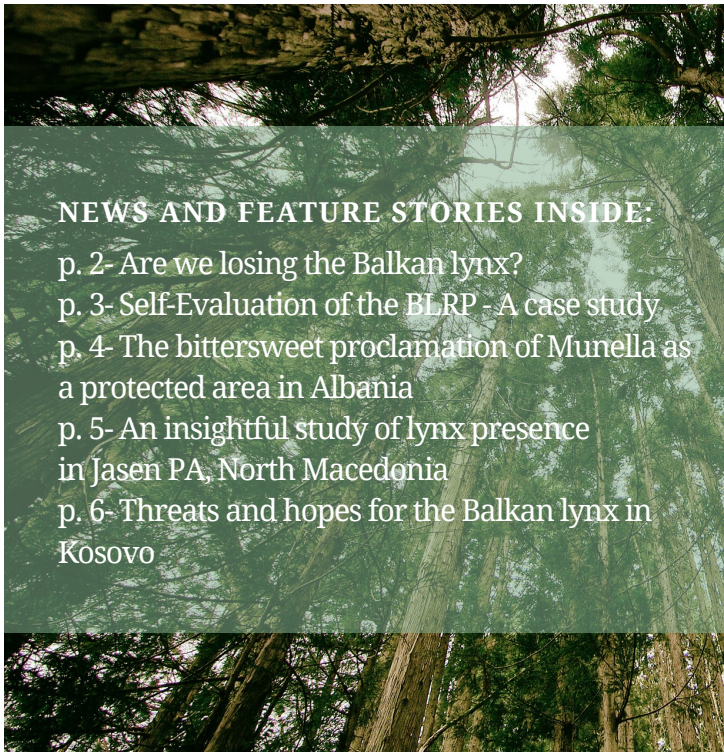 NEWS AND FEATURE STORIES INSIDE:
p. 2- Are we losing the Balkan lynx?
p. 3- Self-Evaluation of the BLRP - A case study
p. 4- The bittersweet proclamation of Munella as
a protected area in Albania
p. 5- An insightful study of lynx presence
in Jasen PA, North Macedonia
p. 6- Threats and hopes for the Balkan lynx in
Kosovo